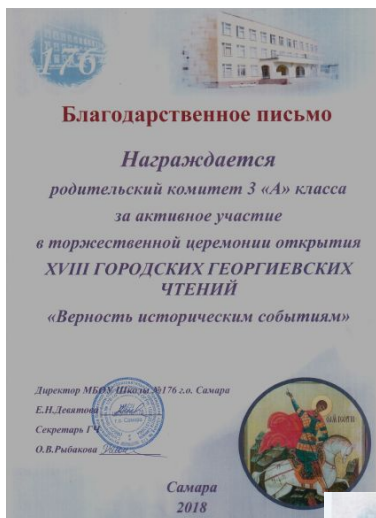 176
Благодарственное письмо
Награждается
родительский комитет 3 «А» класса
за активное участие
в торжественной церемонии открытия
XVIII ГОРОДСКИХ ГЕОРГИЕВСКИХ
ЧТЕНИЙ
«Верность историческим событиям»
Директор МБОУ Школы №176 г.о. Самара
Е.Н.Девятова
Секретарь ГЧ
О.В.Рыбакова
Самара
2018